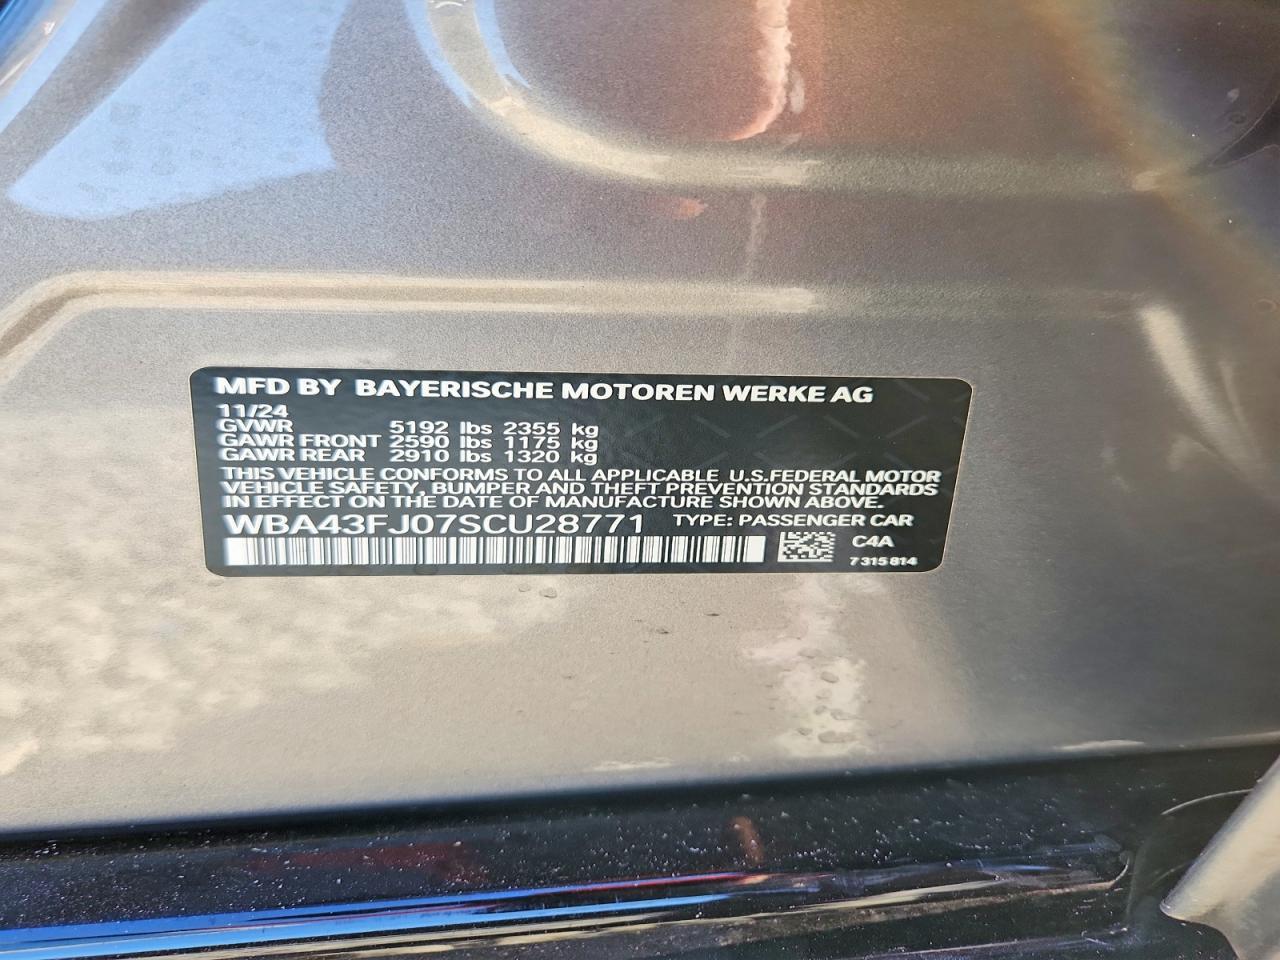 MFD BY BAYERISCHE MOTOREN WERKE AG
11/24
GVWR 5192 lbs 2355 kg
GAWR FRONT 2590 lbs 1175 kg
GAWR REAR 2910 lbs 1320 kg
THIS VEHICLE CONFORMS TO ALL APPLICABLE U.S.FEDERAL MOTOR
VEHICLE SAFETY, BUMPER AND THEFT PREVENTION STANDARDS
IN EFFECT ON THE DATE OF MANUFACTURE SHOWN ABOVE.
WBA43FJ07SCU28771 TYPE: PASSENGER CAR
C4A
7 315 814